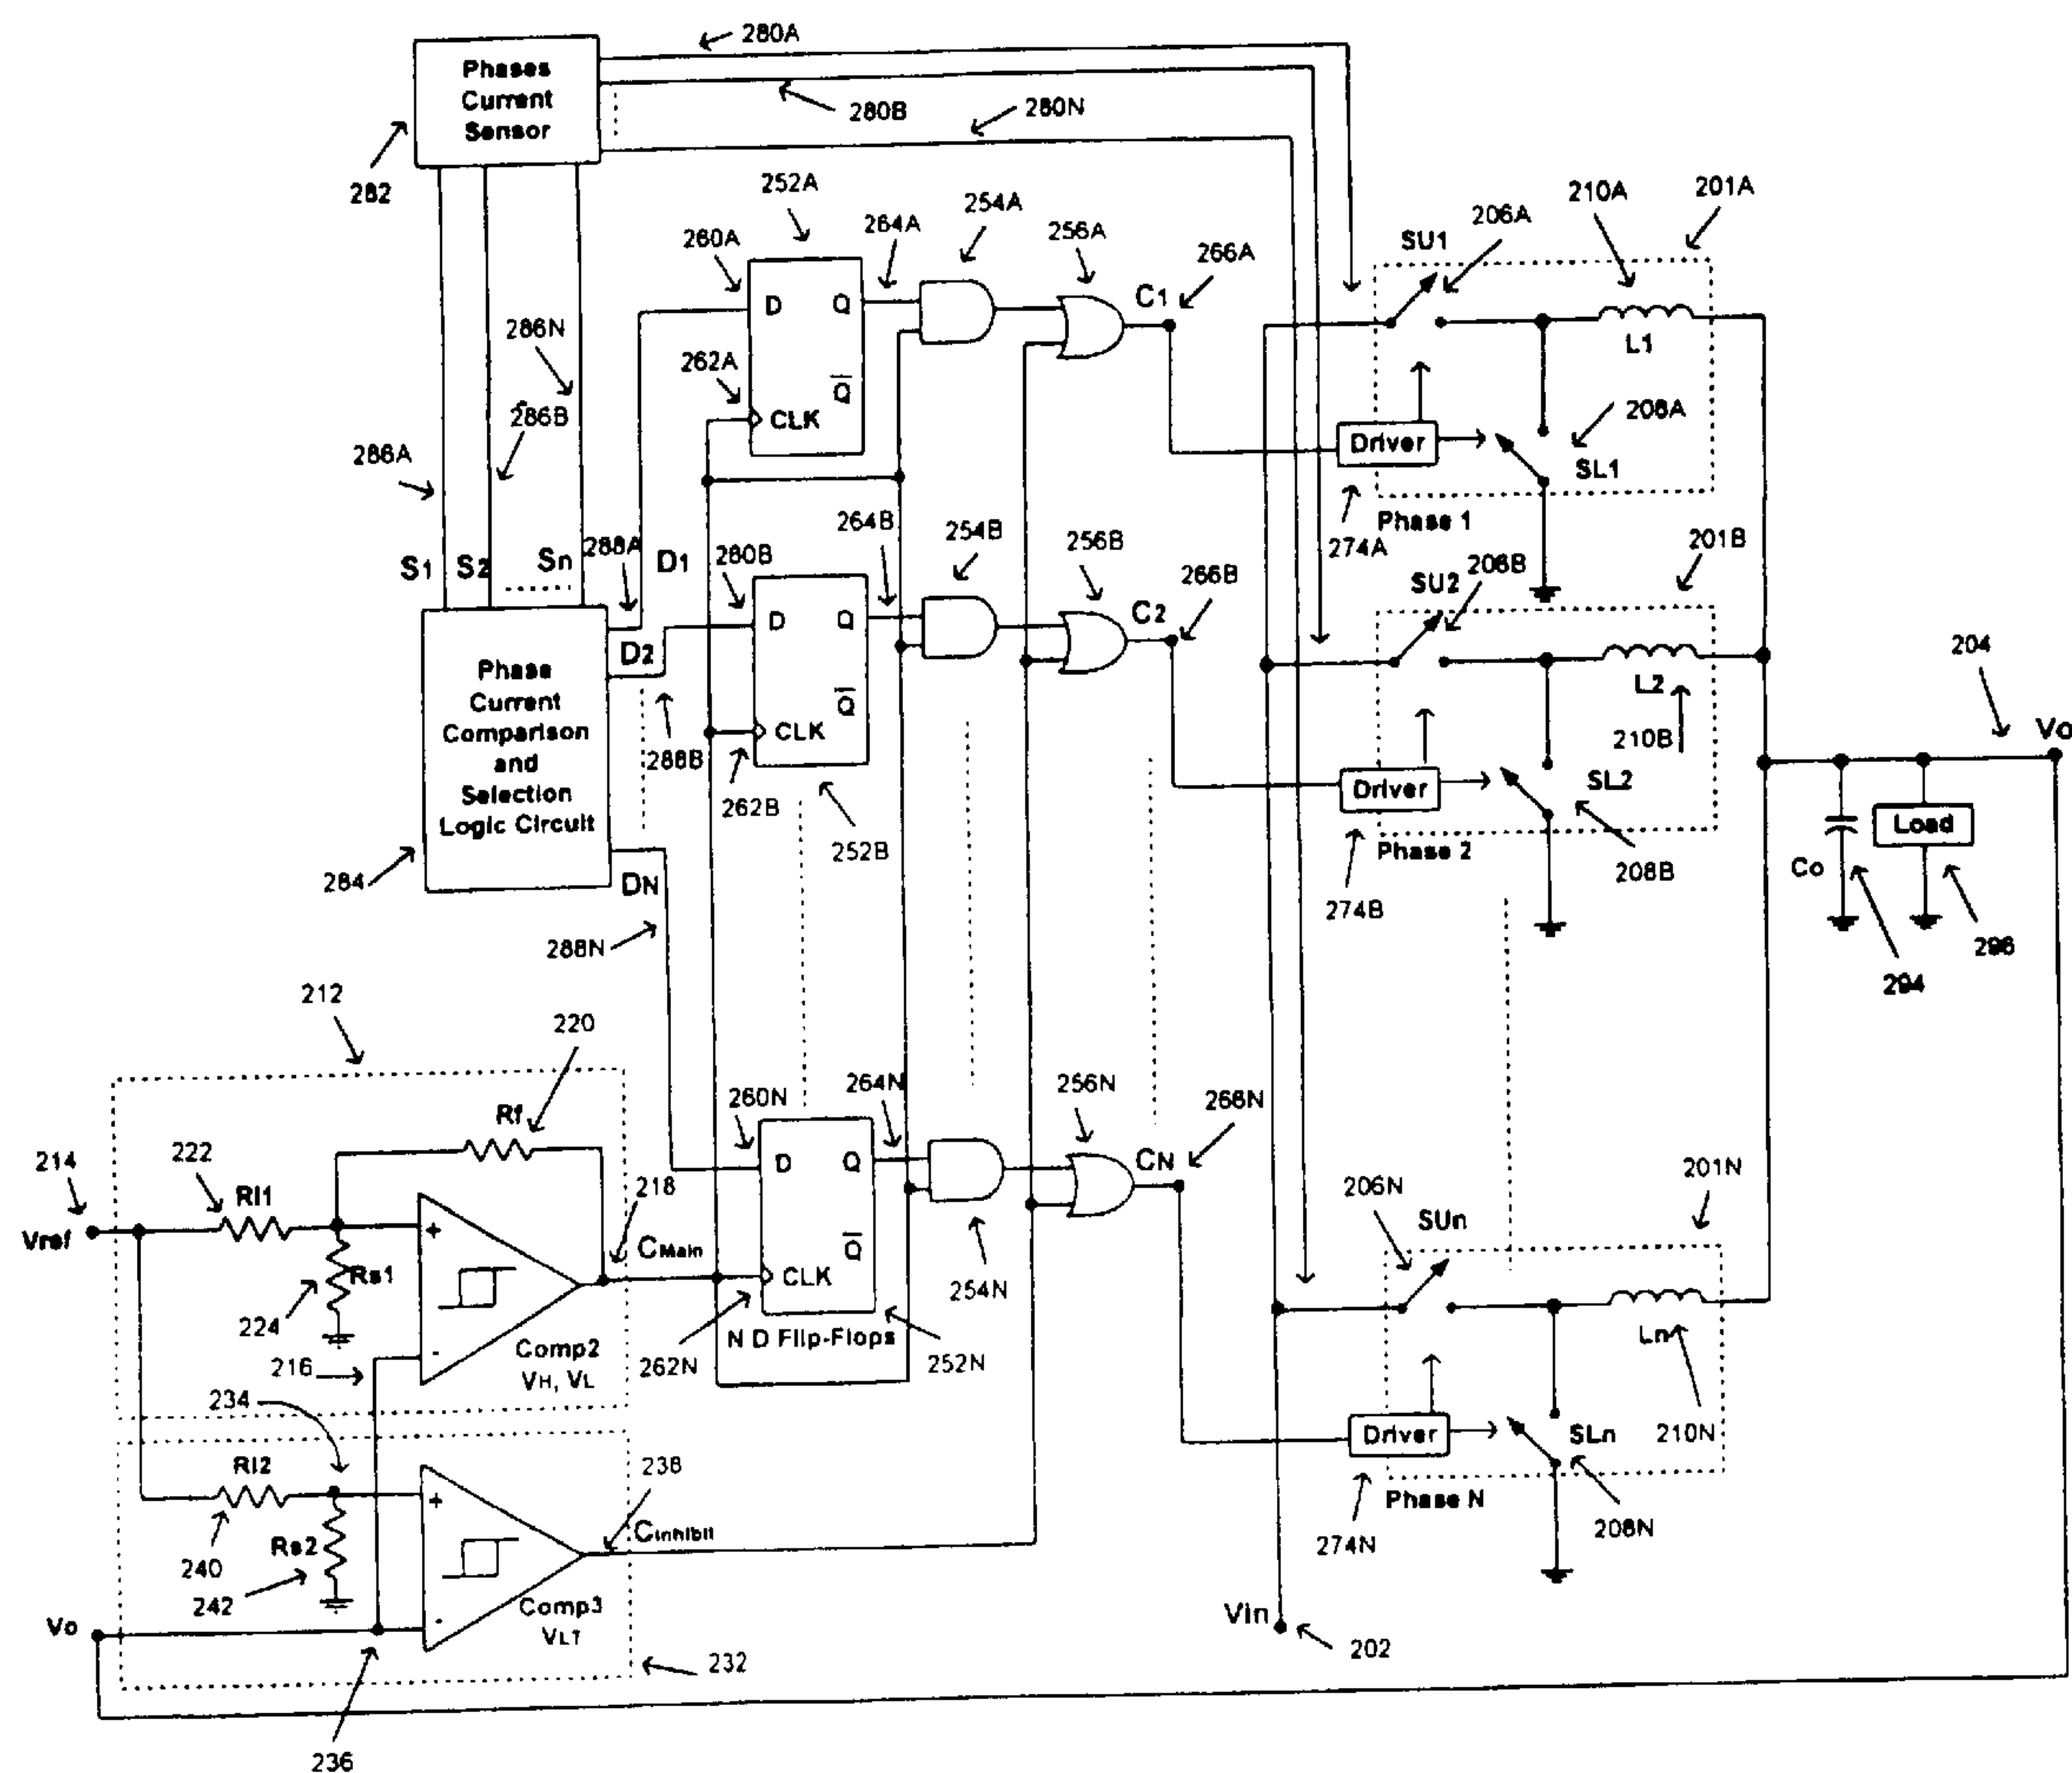 280A
Phases
Current
Sensor
280B
280N
282
252A
254A
264A
256A
260A
266A
C1
210A
201A
206A
SU1
D
Q
286N
262A
Q
CLK
286B
L1
208A
Driver
SL1
286A
Phase 1
274A
264B
254B
256B
201B
S1
S2
Sn
288A
D1
260B
266B
SU2
206B
C2
D
Q
D2
204
Vo
Phase
Current
Comparison
and
Selection
Logic Circuit
Q
CLK
288B
262B
L2
210B
SL2
Driver
Load
284
DN
252B
Phase 2
208B
Co
274B
288N
296
294
212
220
260N
264N
256N
266N
Rf
214
222
RI1
Vref
218
D
Q
CN
201N
206N
SUn
CMain
Rs1
224
Q
CLK
254N
Comp2
VH, VL
216
262N
N D Flip-Flops
252N
Ln
234
Driver
SLn
210N
RI2
238
Phase N
CInhibit
Rs2
240
242
208N
274N
Comp3
VLT
Vo
Vin
202
232
236
+
-
+
-